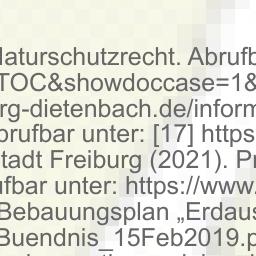 Naturschutzrecht. Abrufb
TOC&showdoccase=1&
rg-dietenbach.de/inform
brufbar unter: [17] https
tadt Freiburg (2021). Pr
ufbar unter: https://www.
Bebauungsplan „Erdaus
Buendnis_15Feb2019.p